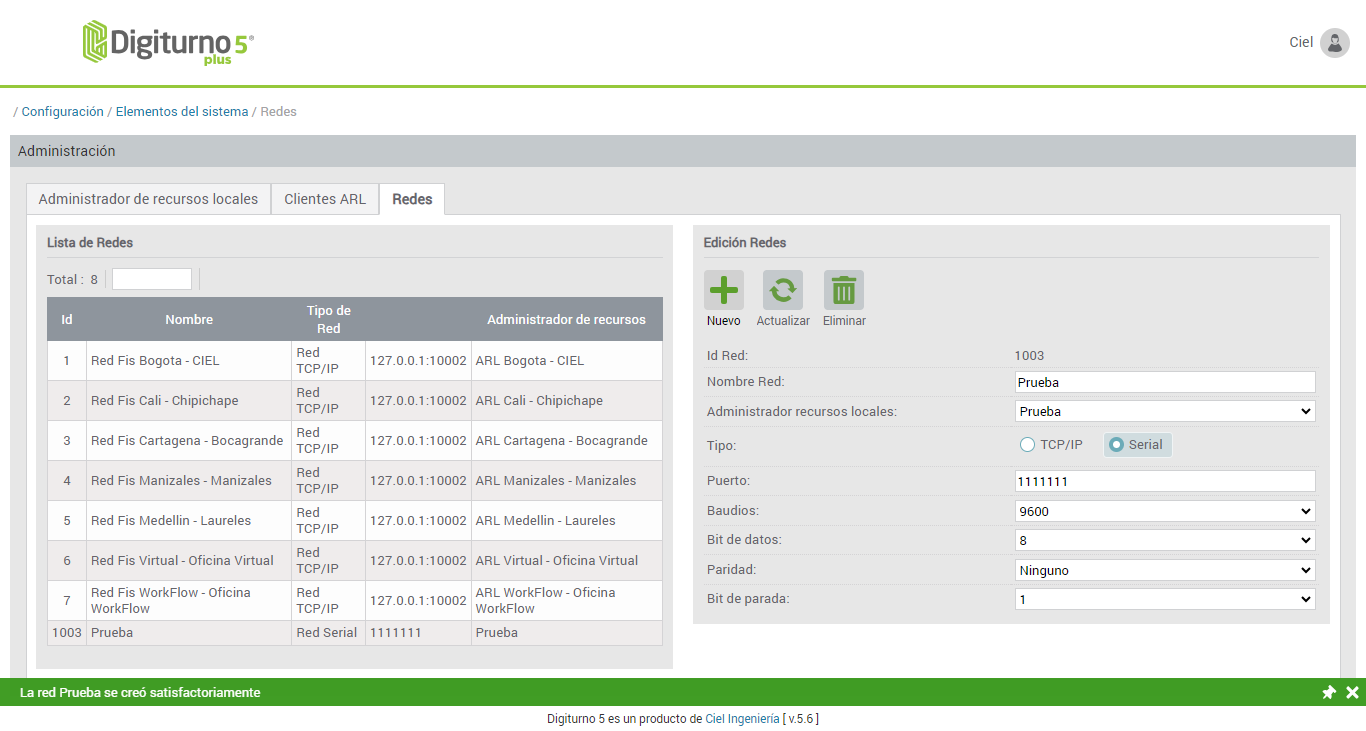 Digiturno 5®
plus
Ciel
/ Configuración / Elementos del sistema / Redes
Administración
Administrador de recursos locales Clientes ARL Redes
Lista de Redes
Total : 8
Id Nombre Tipo de Red Administrador de recursos
1 Red Fis Bogota - CIEL Red TCP/IP 127.0.0.1:10002 ARL Bogota - CIEL
2 Red Fis Cali - Chipichape Red TCP/IP 127.0.0.1:10002 ARL Cali - Chipichape
3 Red Fis Cartagena - Bocagrande Red TCP/IP 127.0.0.1:10002 ARL Cartagena - Bocagrande
4 Red Fis Manizales - Manizales Red TCP/IP 127.0.0.1:10002 ARL Manizales - Manizales
5 Red Fis Medellin - Laureles Red TCP/IP 127.0.0.1:10002 ARL Medellin - Laureles
6 Red Fis Virtual - Oficina Virtual Red TCP/IP 127.0.0.1:10002 ARL Virtual - Oficina Virtual
7 Red Fis WorkFlow - Oficina WorkFlow Red TCP/IP 127.0.0.1:10002 ARL WorkFlow - Oficina WorkFlow
1003 Prueba Red Serial 1111111 Prueba
Edición Redes
Nuevo Actualizar Eliminar
Id Red: 1003
Nombre Red: Prueba
Administrador recursos locales: Prueba
Tipo: TCP/IP Serial
Puerto: 1111111
Baudios: 9600
Bit de datos: 8
Paridad: Ninguno
Bit de parada: 1
La red Prueba se creó satisfactoriamente
Digiturno 5 es un producto de Ciel Ingeniería [ v.5.6 ]